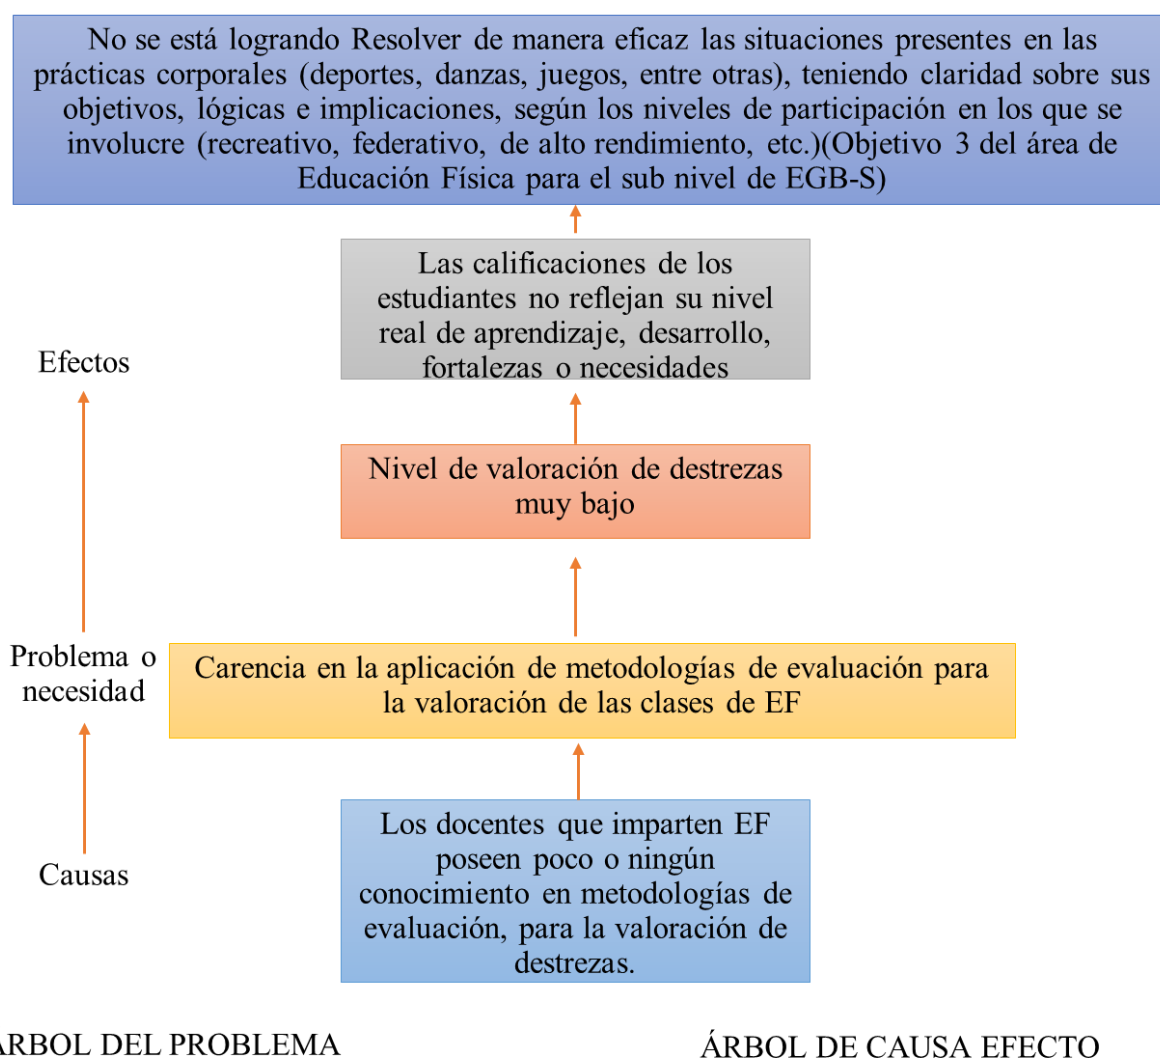 No se está logrando Resolver de manera eficaz las situaciones presentes en las
prácticas corporales (deportes, danzas, juegos, entre otras), teniendo claridad sobre sus
objetivos, lógicas e implicaciones, según los niveles de participación en los que se
involucre (recreativo, federativo, de alto rendimiento, etc.)(Objetivo 3 del área de
Educación Física para el sub nivel de EGB-S)
Las calificaciones de los
estudiantes no reflejan su nivel
real de aprendizaje, desarrollo,
fortalezas o necesidades
Efectos
Nivel de valoración de destrezas
muy bajo
Problema o
necesidad
Carencia en la aplicación de metodologías de evaluación para
la valoración de las clases de EF
Los docentes que imparten EF
poseen poco o ningún
conocimiento en metodologías de
evaluación, para la valoración de
destrezas.
Causas
ÁRBOL DEL PROBLEMA
ÁRBOL DE CAUSA EFECTO